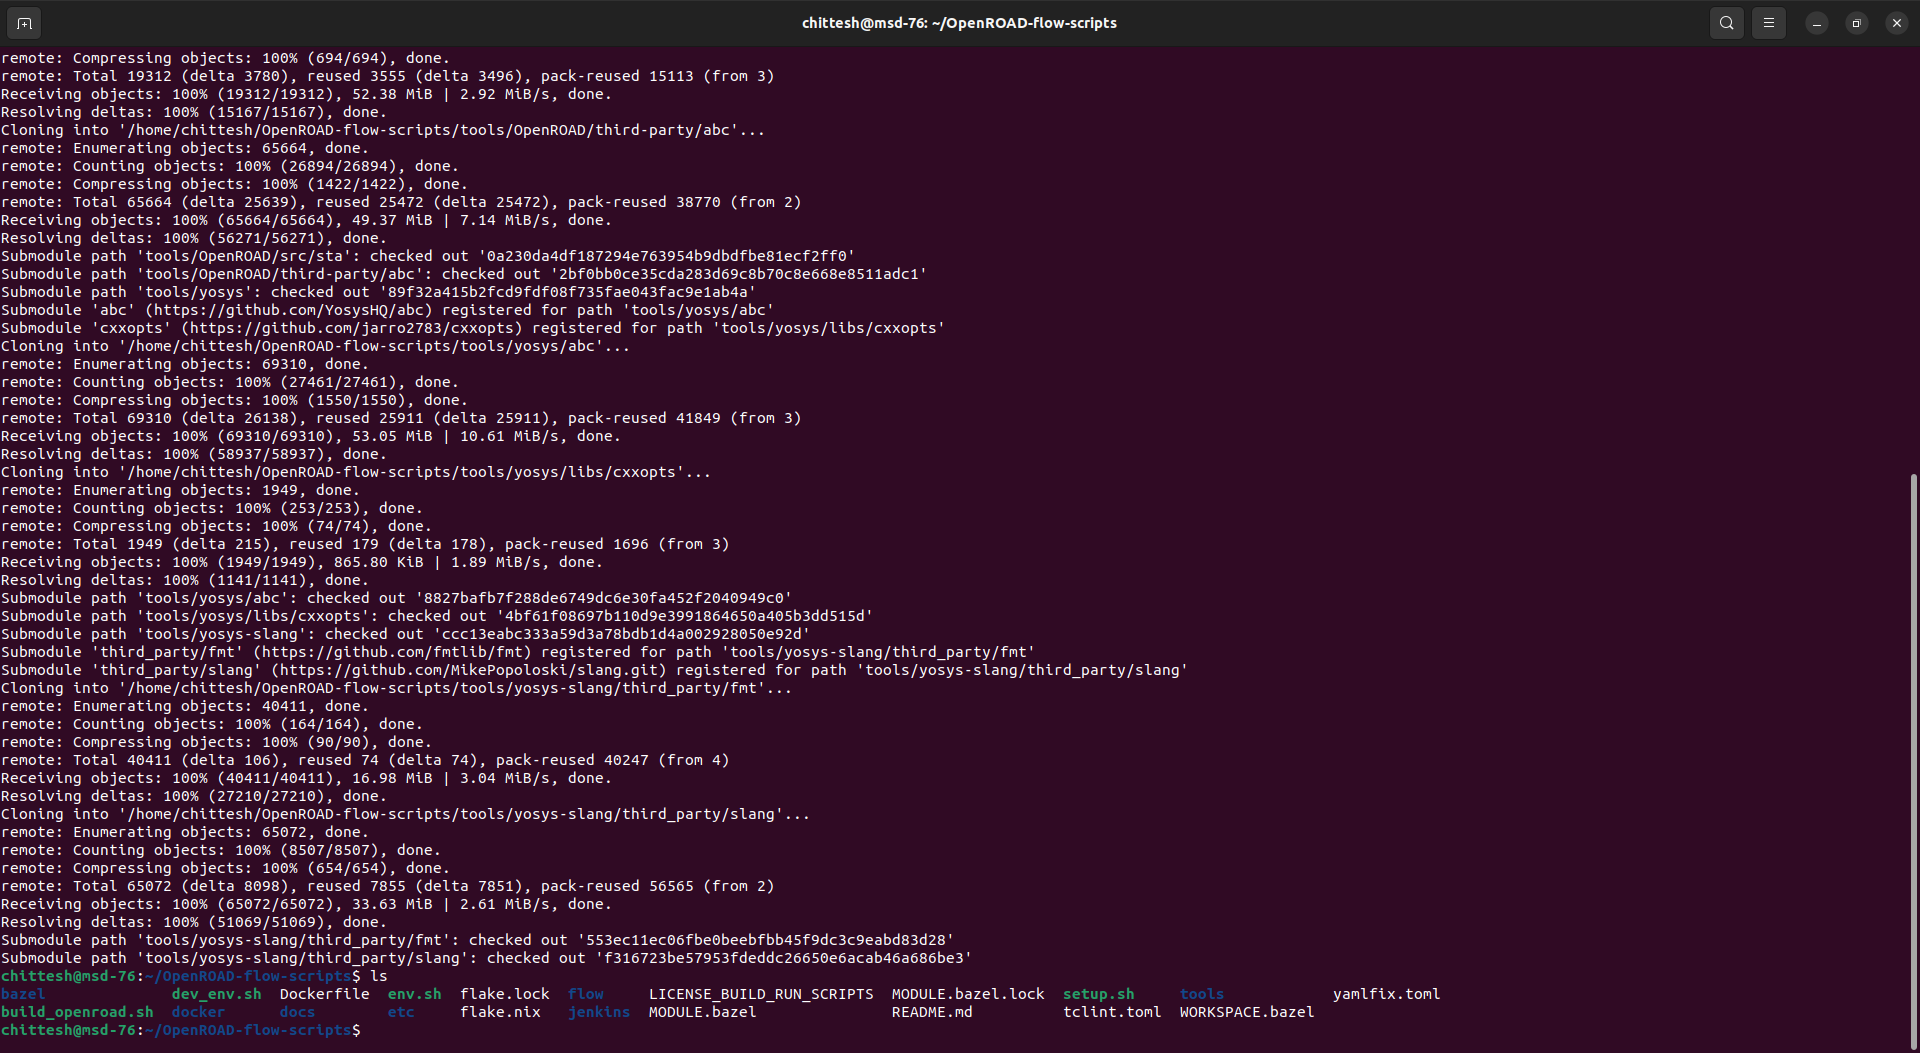 chittesh@msd-76: ~/OpenROAD-flow-scripts
remote: Compressing objects: 100% (694/694), done.
remote: Total 19312 (delta 3780), reused 3555 (delta 3496), pack-reused 15113 (from 3)
Receiving objects: 100% (19312/19312), 52.38 MiB | 2.92 MiB/s, done.
Resolving deltas: 100% (15167/15167), done.
Cloning into '/home/chittesh/OpenROAD-flow-scripts/tools/OpenROAD/third-party/abc'...
remote: Enumerating objects: 65664, done.
remote: Counting objects: 100% (26894/26894), done.
remote: Compressing objects: 100% (1422/1422), done.
remote: Total 65664 (delta 25639), reused 25472 (delta 25472), pack-reused 38770 (from 2)
Receiving objects: 100% (65664/65664), 49.37 MiB | 7.14 MiB/s, done.
Resolving deltas: 100% (56271/56271), done.
Submodule path 'tools/OpenROAD/src/sta': checked out '0a230da4df187294e763954b9dbdfbe81ecf2ff0'
Submodule path 'tools/OpenROAD/third-party/abc': checked out '2bf0bb0ce35cda283d69c8b70c8e668e8511adc1'
Submodule path 'tools/yosys': checked out '89f32a415b2fcd9fdf08f735fae043fac9e1ab4a'
Submodule 'abc' (https://github.com/YosysHQ/abc) registered for path 'tools/yosys/abc'
Submodule 'cxxopts' (https://github.com/jarro2783/cxxopts) registered for path 'tools/yosys/libs/cxxopts'
Cloning into '/home/chittesh/OpenROAD-flow-scripts/tools/yosys/abc'...
remote: Enumerating objects: 69310, done.
remote: Counting objects: 100% (27461/27461), done.
remote: Compressing objects: 100% (1550/1550), done.
remote: Total 69310 (delta 26138), reused 25911 (delta 25911), pack-reused 41849 (from 3)
Receiving objects: 100% (69310/69310), 53.05 MiB | 10.61 MiB/s, done.
Resolving deltas: 100% (58937/58937), done.
Cloning into '/home/chittesh/OpenROAD-flow-scripts/tools/yosys/libs/cxxopts'...
remote: Enumerating objects: 1949, done.
remote: Counting objects: 100% (253/253), done.
remote: Compressing objects: 100% (74/74), done.
remote: Total 1949 (delta 215), reused 179 (delta 178), pack-reused 1696 (from 3)
Receiving objects: 100% (1949/1949), 865.80 KiB | 1.89 MiB/s, done.
Resolving deltas: 100% (1141/1141), done.
Submodule path 'tools/yosys/abc': checked out '8827bafb7f288de6749dc6e30fa452f2040949c0'
Submodule path 'tools/yosys/libs/cxxopts': checked out '4bf61f08697b110d9e3991864650a405b3dd515d'
Submodule path 'tools/yosys-slang': checked out 'ccc13eabc333a59d3a78bdb1d4a002928050e92d'
Submodule 'third_party/fmt' (https://github.com/fmtlib/fmt) registered for path 'tools/yosys-slang/third_party/fmt'
Submodule 'third_party/slang' (https://github.com/MikePopoloski/slang.git) registered for path 'tools/yosys-slang/third_party/slang'
Cloning into '/home/chittesh/OpenROAD-flow-scripts/tools/yosys-slang/third_party/fmt'...
remote: Enumerating objects: 40411, done.
remote: Counting objects: 100% (164/164), done.
remote: Compressing objects: 100% (90/90), done.
remote: Total 40411 (delta 106), reused 74 (delta 74), pack-reused 40247 (from 4)
Receiving objects: 100% (40411/40411), 16.98 MiB | 3.04 MiB/s, done.
Resolving deltas: 100% (27210/27210), done.
Cloning into '/home/chittesh/OpenROAD-flow-scripts/tools/yosys-slang/third_party/slang'...
remote: Enumerating objects: 65072, done.
remote: Counting objects: 100% (8507/8507), done.
remote: Compressing objects: 100% (654/654), done.
remote: Total 65072 (delta 8098), reused 7855 (delta 7851), pack-reused 56565 (from 2)
Receiving objects: 100% (65072/65072), 33.63 MiB | 2.61 MiB/s, done.
Resolving deltas: 100% (51069/51069), done.
Submodule path 'tools/yosys-slang/third_party/fmt': checked out '553ec11ec06fbe0beebfbb45f9dc3c9eabd83d28'
Submodule path 'tools/yosys-slang/third_party/slang': checked out 'f316723be57953fdeddc26650e6acab46a686be3'
chittesh@msd-76:~/OpenROAD-flow-scripts$ ls
bazel dev_env.sh Dockerfile env.sh flake.lock flow LICENSE_BUILD_RUN_SCRIPTS MODULE.bazel.lock setup.sh tools yamlfix.toml
build_openroad.sh docker docs etc flake.nix jenkins MODULE.bazel README.md tclint.toml WORKSPACE.bazel
chittesh@msd-76:~/OpenROAD-flow-scripts$